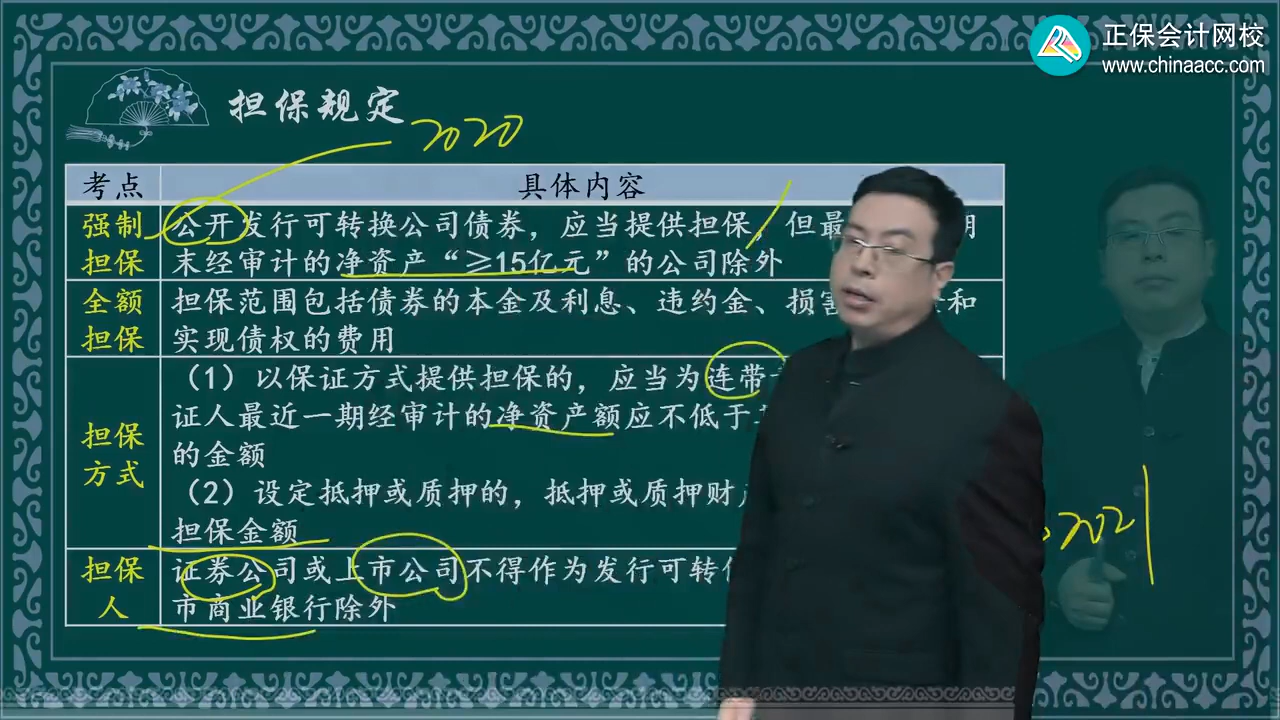 正保会计网校
www.chinaacc.com
担保规定
2020
考点 具体内容
强制 公开发行可转换公司债券，应当提供担保，但最 期
担保 末经审计的净资产“≥15亿元”的公司除外
全额 担保范围包括债券的本金及利息、违约金、损害 和
担保 实现债权的费用
（1）以保证方式提供担保的，应当为连带
证人最近一期经审计的净资产额应不低于
担保 的金额
方式 （2）设定抵押或质押的，抵押或质押财
担保金额
担保 证券公司或上市公司不得作为发行可转
人 市商业银行除外
2021